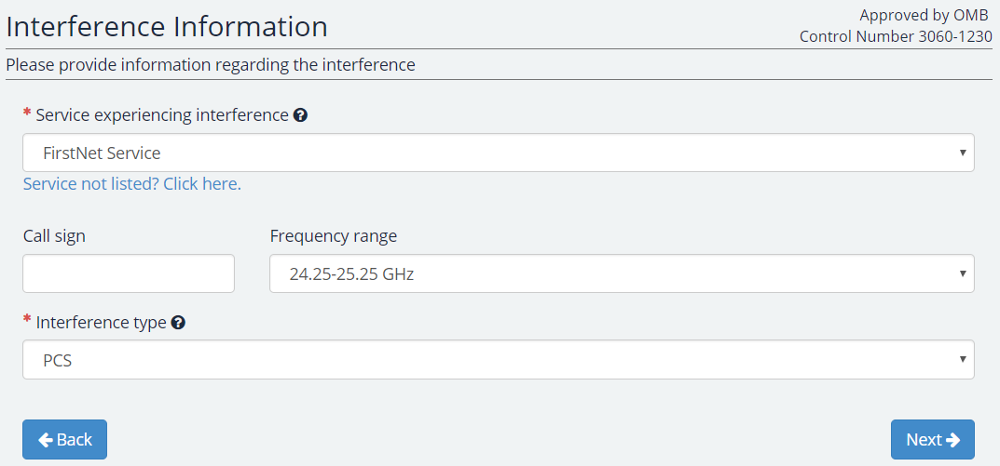 Interference Information
Approved by OMB
Control Number 3060-1230
Please provide information regarding the interference
* Service experiencing interference ?
FirstNet Service
Service not listed? Click here.
Call sign
Frequency range
24.25-25.25 GHz
* Interference type ?
PCS
Back
Next